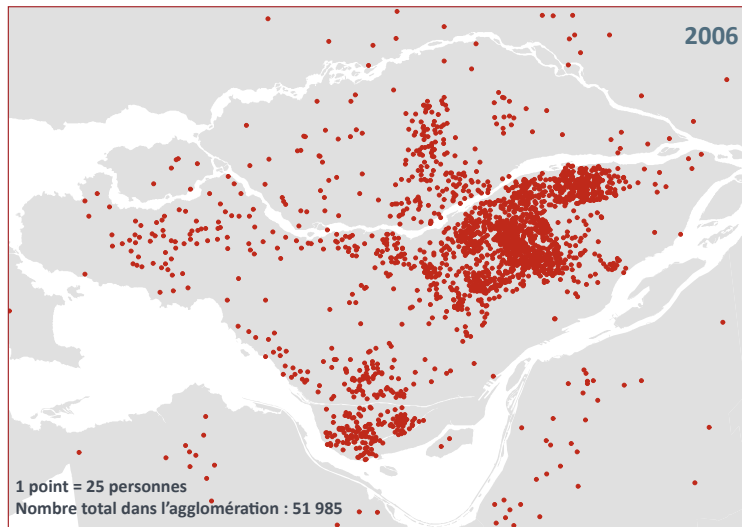 2006
1 point = 25 personnes
Nombre total dans l’agglomération : 51 985